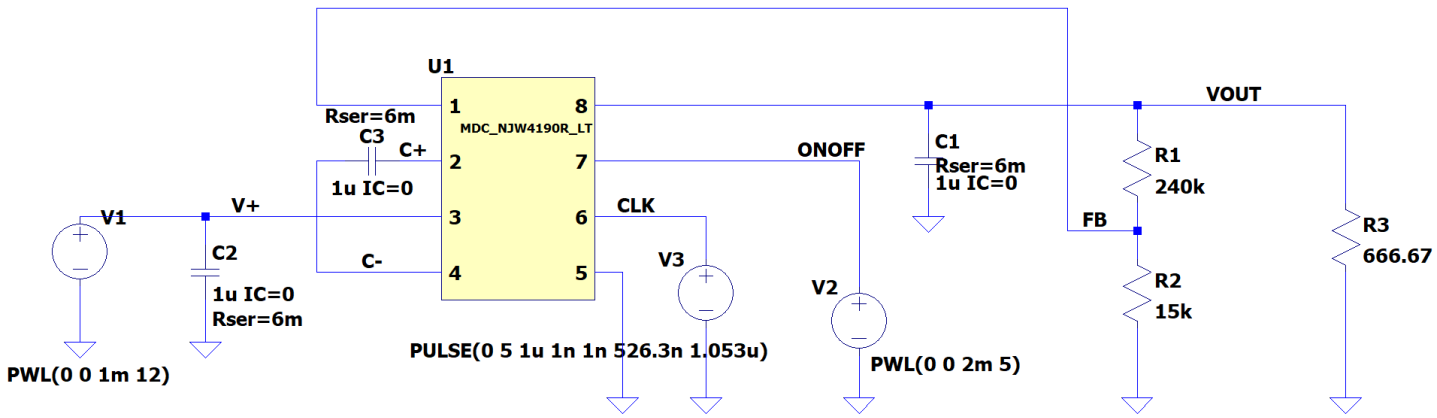 U1
1
8
VOUT
Rser=6m
MDC_NJW4190R_LT
C3
C+
2
7
ONOFF
C1
Rser=6m
1u IC=0
1u IC=0
R1
240k
V1
V+
3
6
CLK
FB
R3
666.67
C2
C-
4
5
V3
V2
R2
15k
1u IC=0
Rser=6m
PULSE(0 5 1u 1n 1n 526.3n 1.053u)
PWL(0 0 1m 12)
PWL(0 0 2m 5)